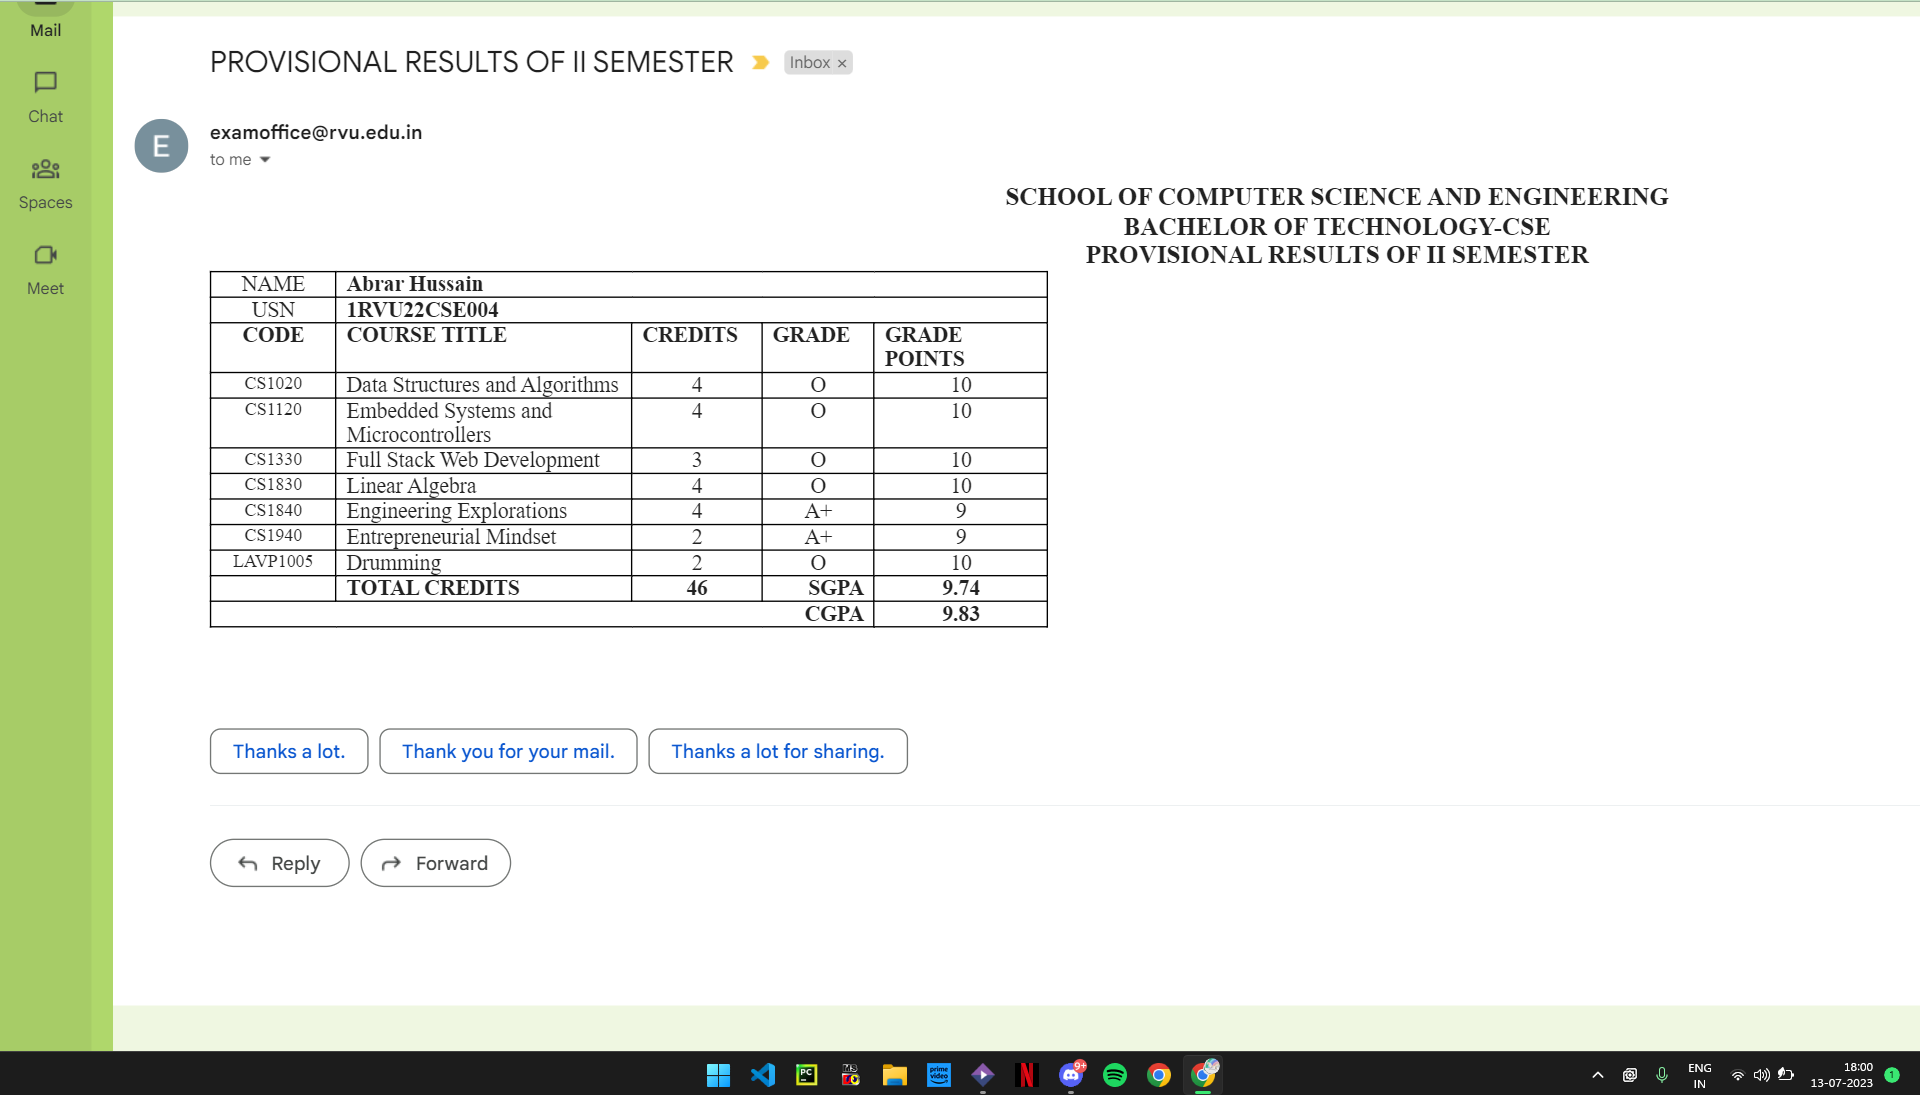 Mail
Chat
Spaces
Meet
PROVISIONAL RESULTS OF II SEMESTER
Inbox ×
E
examoffice@rvu.edu.in
to me
SCHOOL OF COMPUTER SCIENCE AND ENGINEERING
BACHELOR OF TECHNOLOGY-CSE
PROVISIONAL RESULTS OF II SEMESTER
NAME Abrar Hussain
USN 1RVU22CSE004
CODE COURSE TITLE CREDITS GRADE GRADE
POINTS
CS1020 Data Structures and Algorithms 4 O 10
CS1120 Embedded Systems and 4 O 10
Microcontrollers
CS1330 Full Stack Web Development 3 O 10
CS1830 Linear Algebra 4 O 10
CS1840 Engineering Explorations 4 A+ 9
CS1940 Entrepreneurial Mindset 2 A+ 9
LAVP1005 Drumming 2 O 10
TOTAL CREDITS 46 SGPA 9.74
CGPA 9.83
Thanks a lot. Thank you for your mail. Thanks a lot for sharing.
Reply Forward
PC
prime
video
N
9+
ENG
IN
18:00
13-07-2023
1